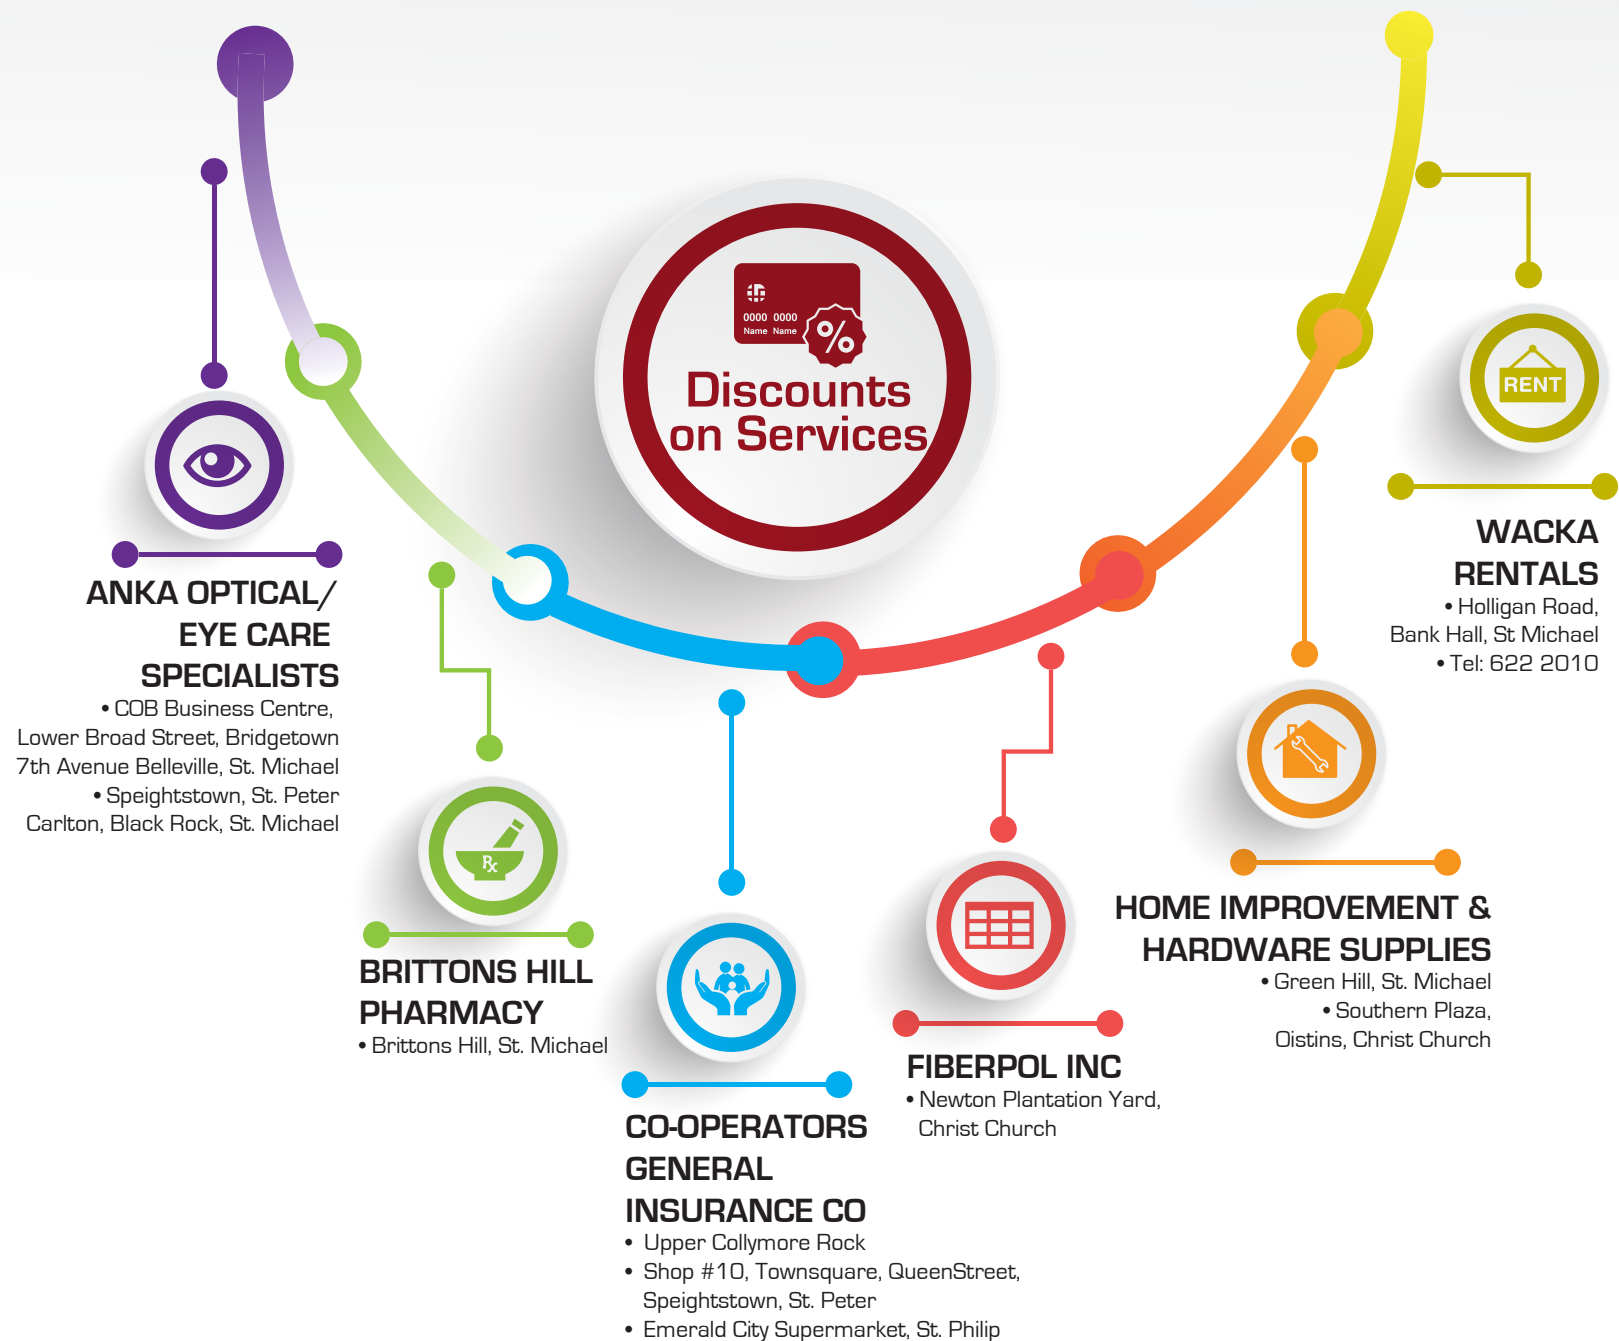 0000 0000
Name Name
%
Discounts
on Services
ANKA OPTICAL/
EYE CARE
SPECIALISTS
• COB Business Centre,
Lower Broad Street, Bridgetown
7th Avenue Belleville, St. Michael
• Speightstown, St. Peter
Carlton, Black Rock, St. Michael
Rx
BRITTONS HILL
PHARMACY
• Brittons Hill, St. Michael
CO-OPERATORS
GENERAL
INSURANCE CO
• Upper Collymore Rock
• Shop #10, Townsquare, QueenStreet,
Speightstown, St. Peter
• Emerald City Supermarket, St. Philip
FIBERPOL INC
• Newton Plantation Yard,
Christ Church
HOME IMPROVEMENT &
HARDWARE SUPPLIES
• Green Hill, St. Michael
• Southern Plaza,
Oistins, Christ Church
RENT
WACKA
RENTALS
• Holligan Road,
Bank Hall, St Michael
• Tel: 622 2010